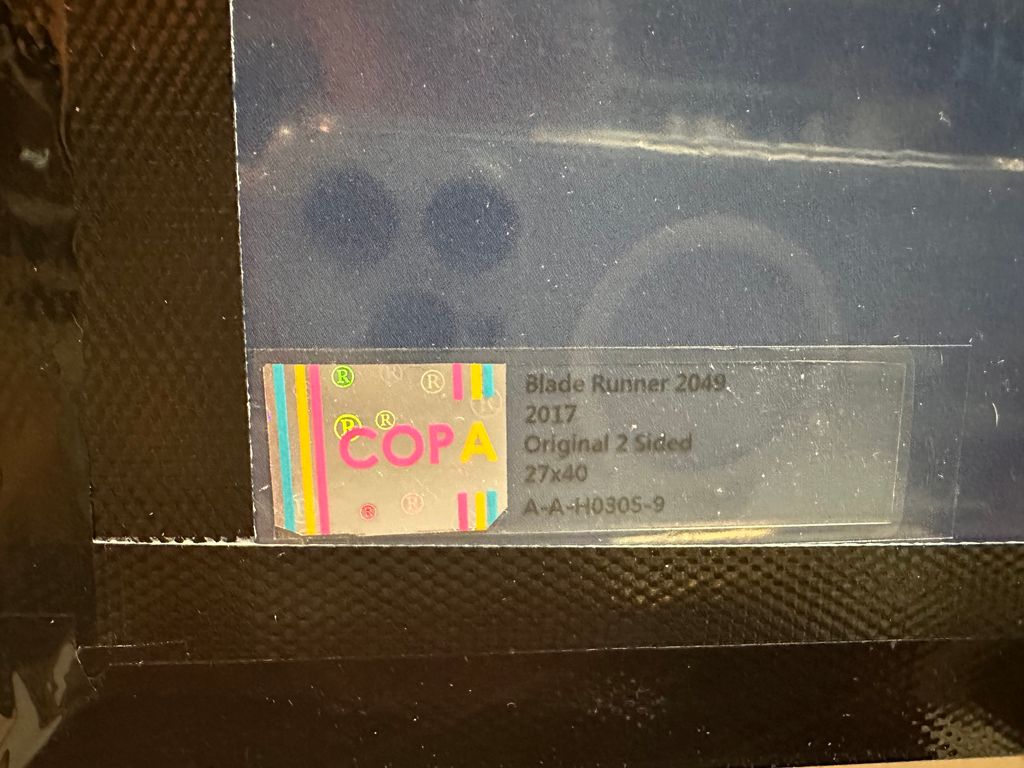 COPA
Blade Runner 2049
2017
Original 2 Sided
27x40
A-A-H0305-9
® ® ® ® ® ® ®